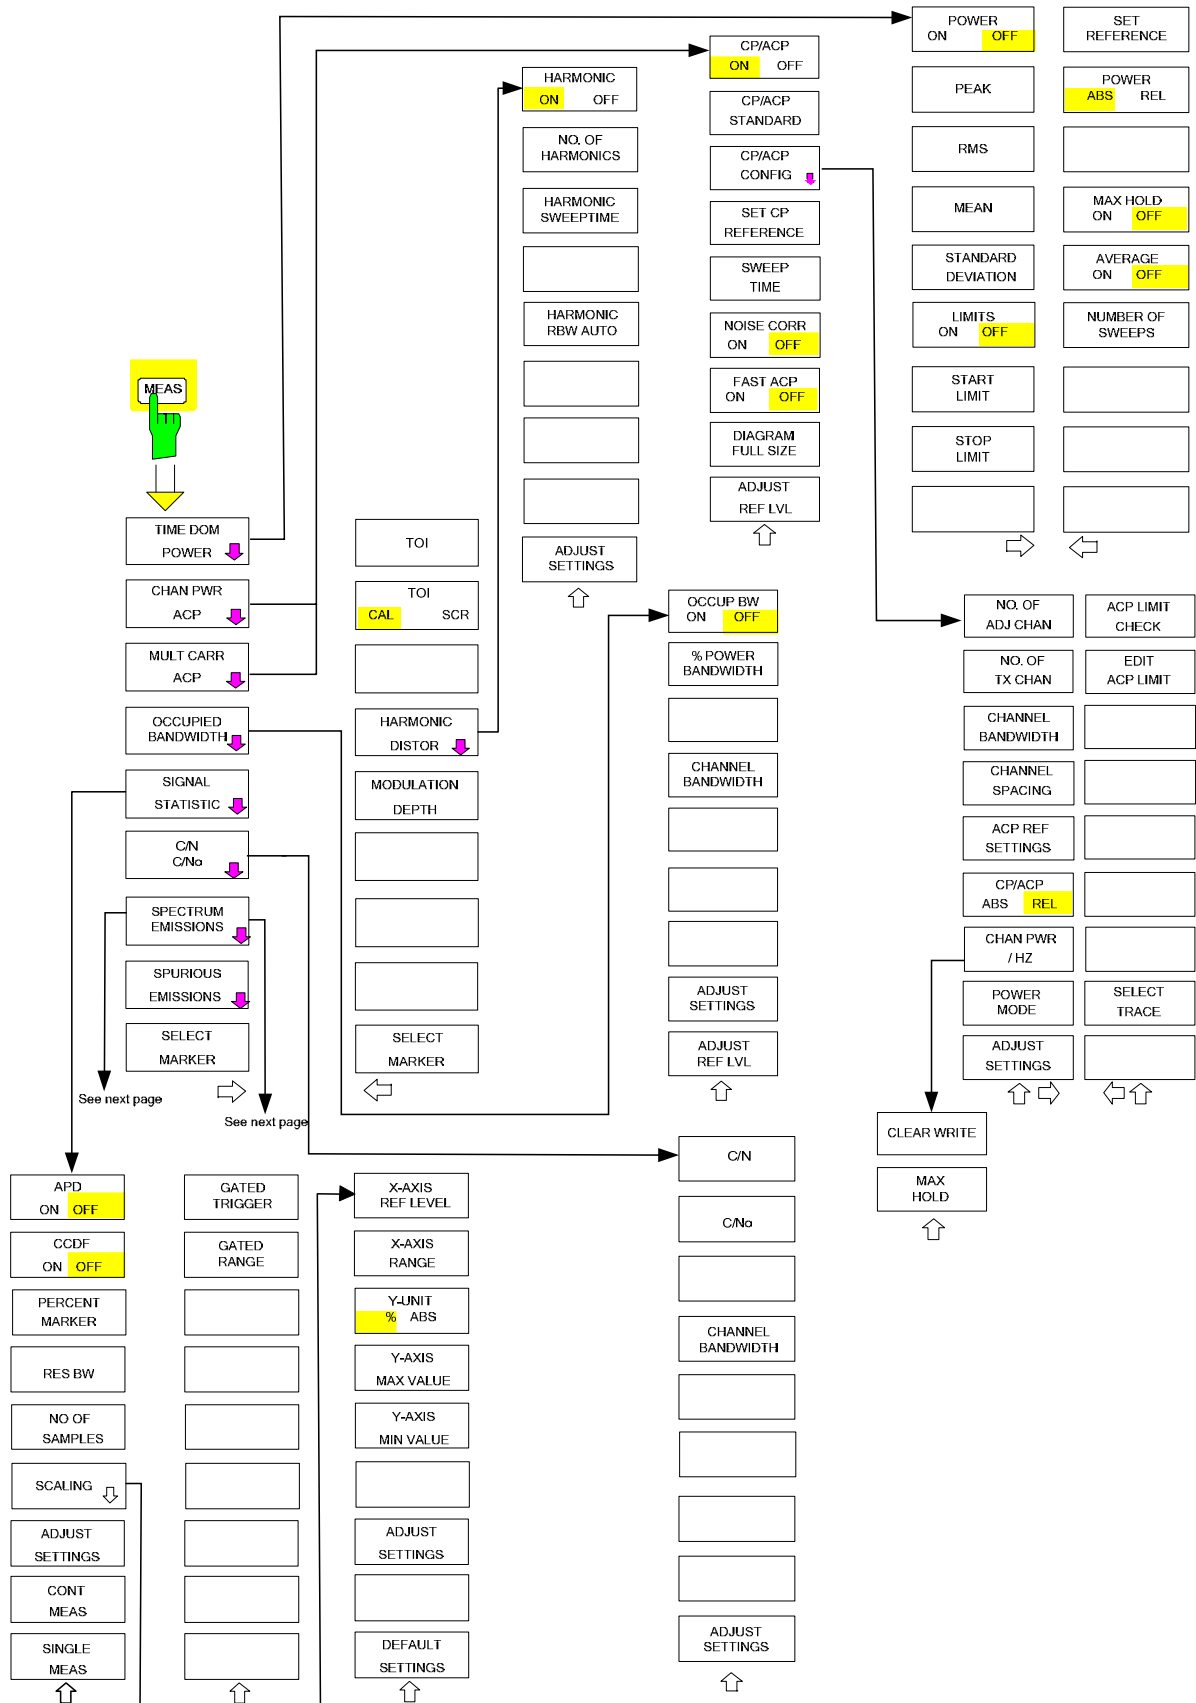 MEAS
TIME DOM
POWER
CHAN PWR
ACP
MULT CARR
ACP
OCCUPIED
BANDWIDTH
SIGNAL
STATISTIC
C/N
C/No
SPECTRUM
EMISSIONS
SPURIOUS
EMISSIONS
SELECT
MARKER
See next page
See next page
TOI
TOI
CAL SCR
HARMONIC
DISTOR
MODULATION
DEPTH
SELECT
MARKER
HARMONIC
ON OFF
NO. OF
HARMONICS
HARMONIC
SWEEPTIME
HARMONIC
RBW AUTO
ADJUST
SETTINGS
CP/ACP
ON OFF
CP/ACP
STANDARD
CP/ACP
CONFIG
SET CP
REFERENCE
SWEEP
TIME
NOISE CORR
ON OFF
FAST ACP
ON OFF
DIAGRAM
FULL SIZE
ADJUST
REF LVL
POWER
ON OFF
PEAK
RMS
MEAN
STANDARD
DEVIATION
LIMITS
ON OFF
START
LIMIT
STOP
LIMIT
SET
REFERENCE
POWER
ABS REL
MAX HOLD
ON OFF
AVERAGE
ON OFF
NUMBER OF
SWEEPS
OCCUP BW
ON OFF
% POWER
BANDWIDTH
CHANNEL
BANDWIDTH
ADJUST
SETTINGS
ADJUST
REF LVL
NO. OF
ADJ CHAN
NO. OF
TX CHAN
CHANNEL
BANDWIDTH
CHANNEL
SPACING
ACP REF
SETTINGS
CP/ACP
ABS REL
CHAN PWR
/ HZ
POWER
MODE
ADJUST
SETTINGS
ACP LIMIT
CHECK
EDIT
ACP LIMIT
SELECT
TRACE
CLEAR WRITE
MAX
HOLD
APD
ON OFF
CCDF
ON OFF
PERCENT
MARKER
RES BW
NO OF
SAMPLES
SCALING
ADJUST
SETTINGS
CONT
MEAS
SINGLE
MEAS
GATED
TRIGGER
GATED
RANGE
X-AXIS
REF LEVEL
X-AXIS
RANGE
Y-UNIT
% ABS
Y-AXIS
MAX VALUE
Y-AXIS
MIN VALUE
ADJUST
SETTINGS
DEFAULT
SETTINGS
C/N
C/No
CHANNEL
BANDWIDTH
ADJUST
SETTINGS